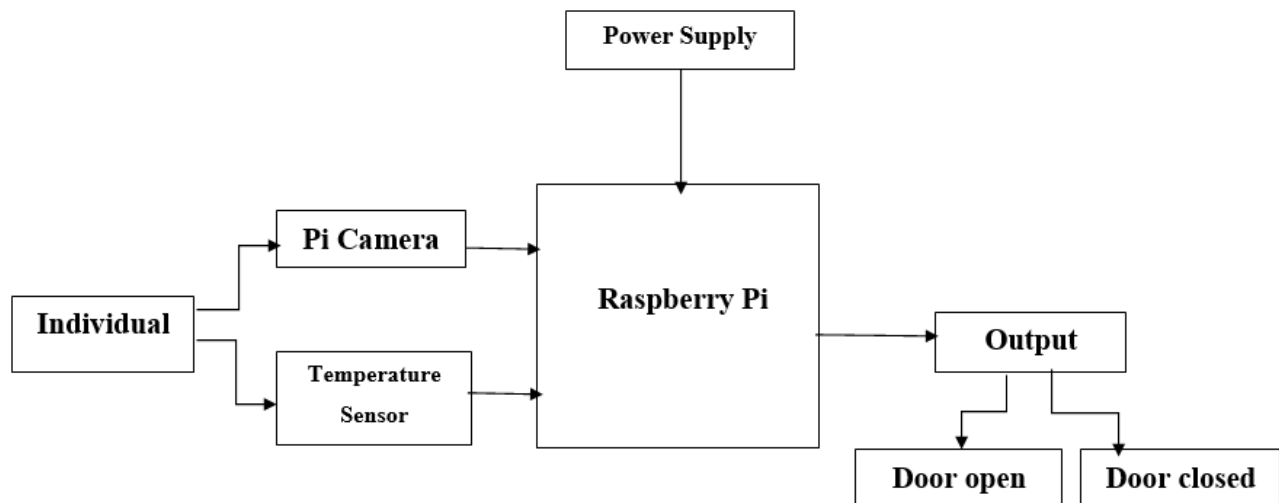 Power Supply
Pi Camera
Raspberry Pi
Individual
Temperature
Sensor
Output
Door open
Door closed